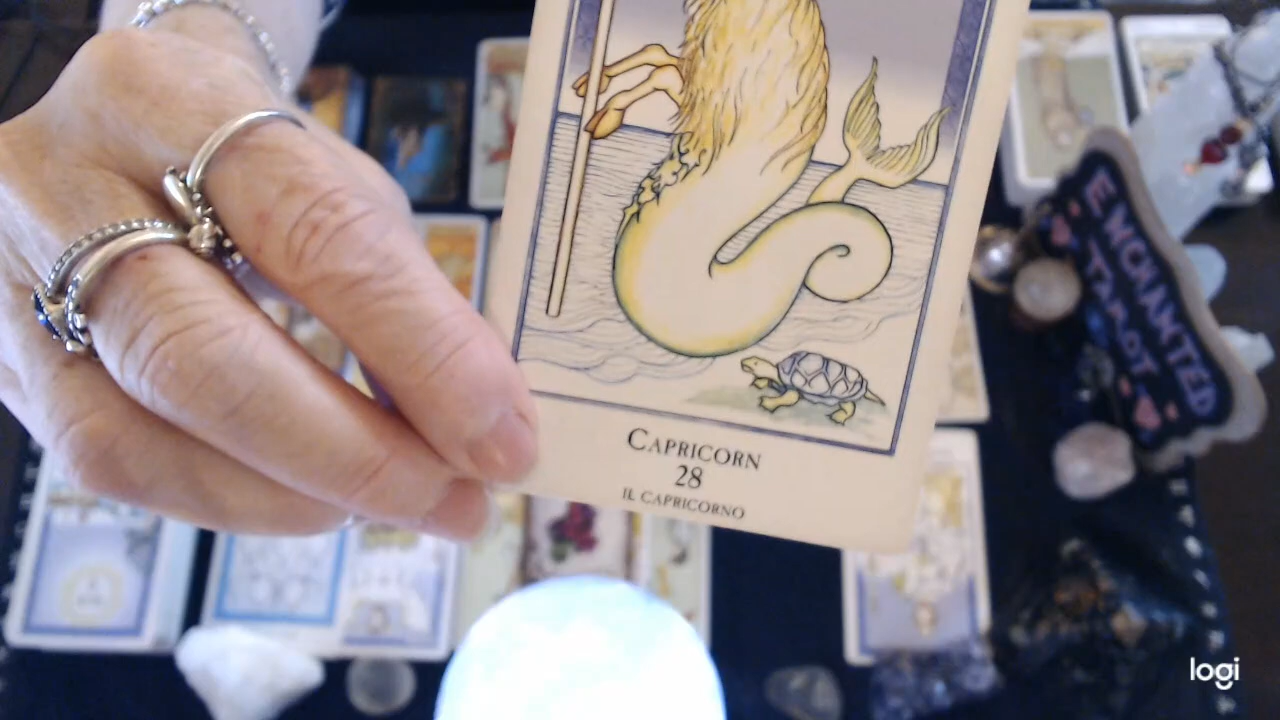 CAPRICORN
28
IL CAPRICORNO
ENCHANTED
TAROT
logi